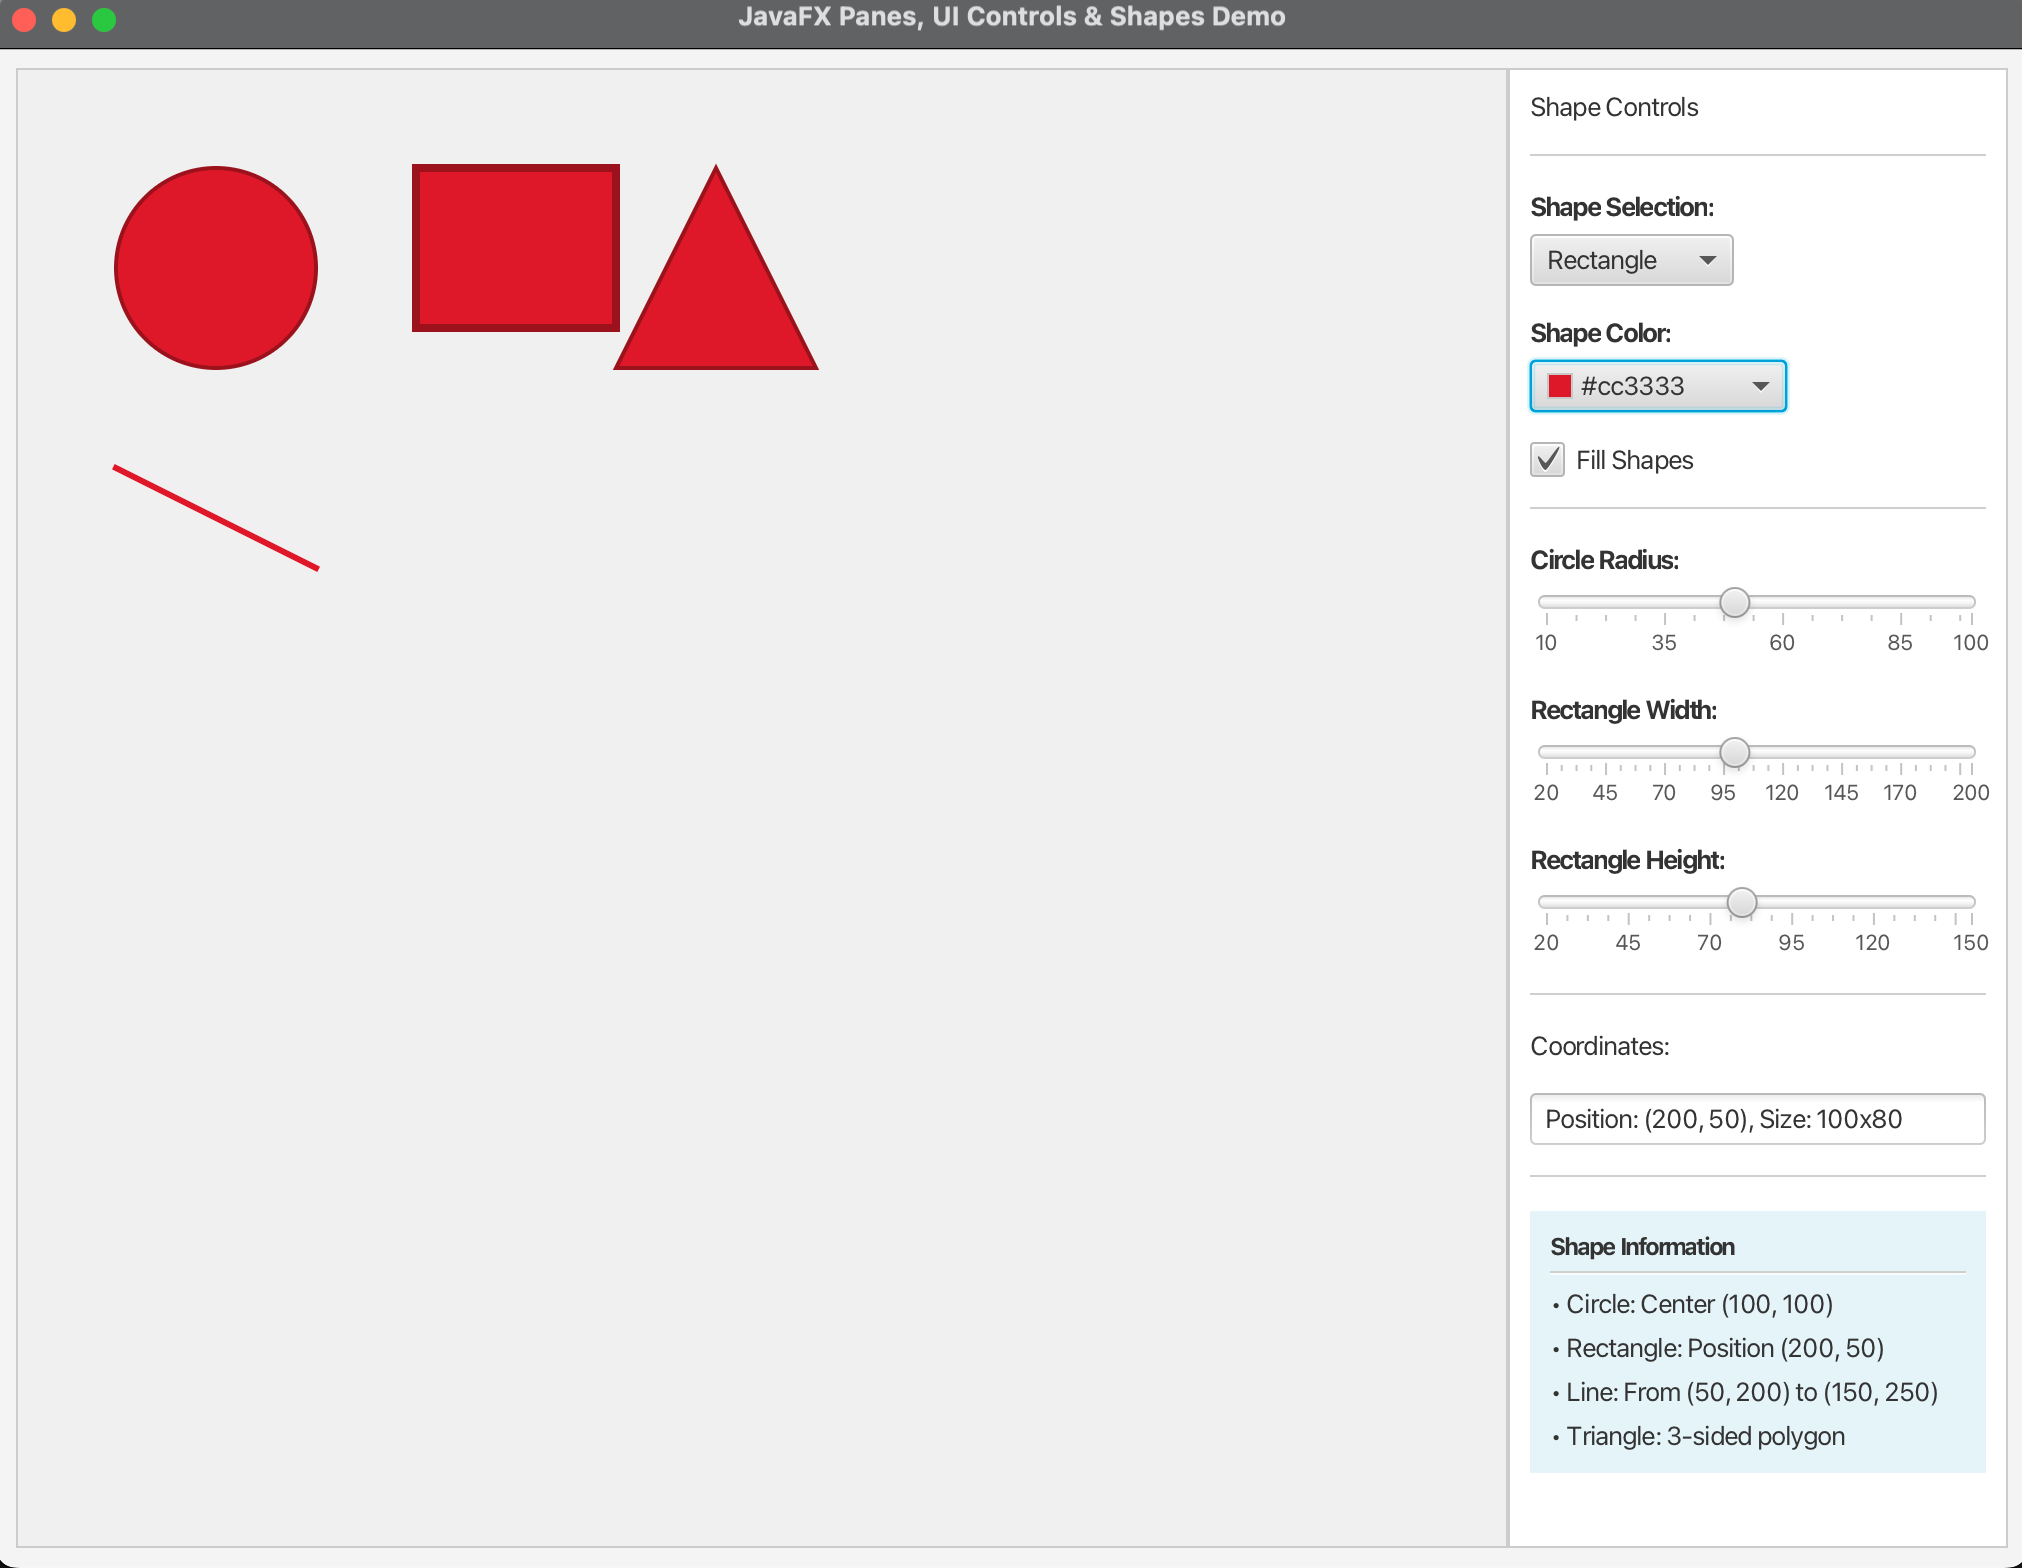 JavaFX Panes, UI Controls & Shapes Demo
Shape Controls
Shape Selection:
Rectangle
Shape Color:
#cc3333
Fill Shapes
Circle Radius:
10 35 60 85 100
Rectangle Width:
20 45 70 95 120 145 170 200
Rectangle Height:
20 45 70 95 120 150
Coordinates:
Position: (200, 50), Size: 100x80
Shape Information
• Circle: Center (100, 100)
• Rectangle: Position (200, 50)
• Line: From (50, 200) to (150, 250)
• Triangle: 3-sided polygon